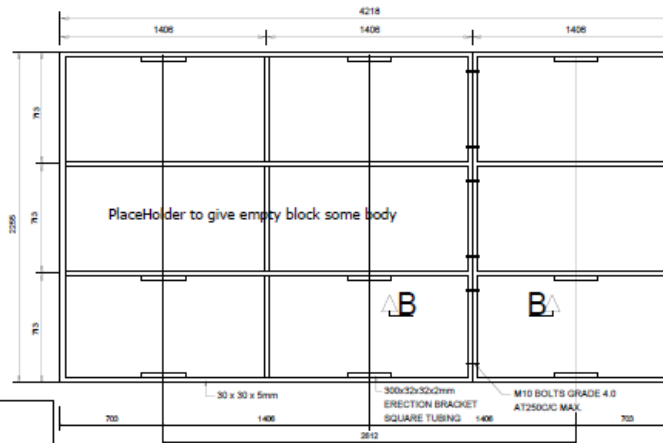 4218
1406 1406 1406
713
2255
713
PlaceHolder to give empty block some body
713
B B
30 x 30 x 5mm
300x32x32x2mm
ERECTION BRACKET
SQUARE TUBING
M10 BOLTS GRADE 4.0
AT250C/C MAX.
703 1406 1406 703
2812